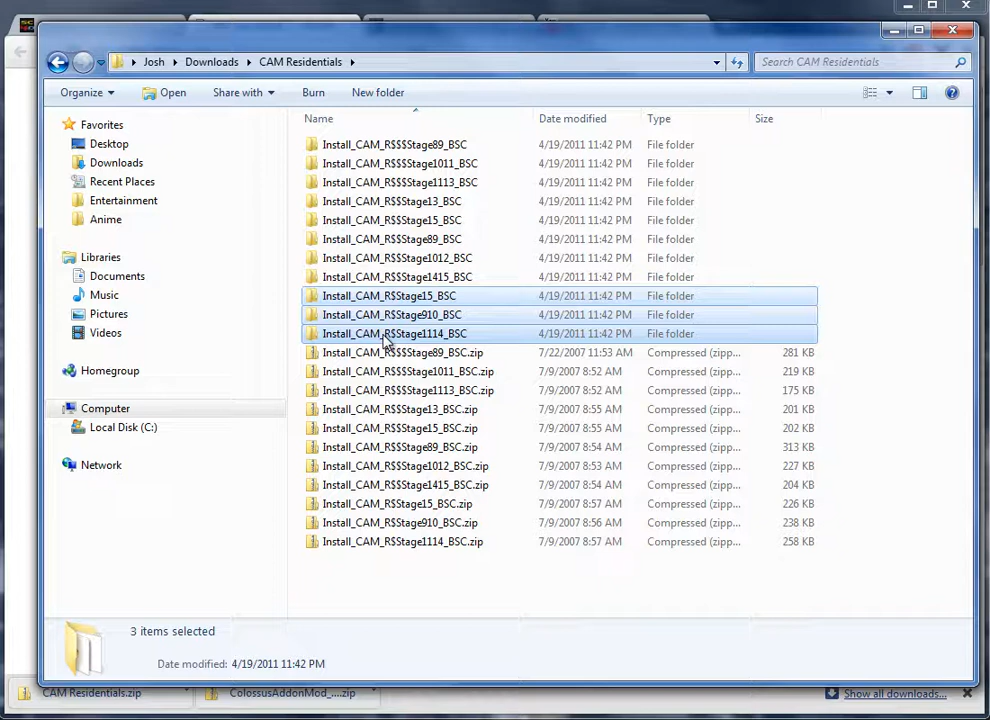 Josh Downloads CAM Residentials
Search CAM Residentials
Organize Open Share with Burn New folder
Name Date modified Type Size
Favorites
Desktop
Downloads
Recent Places
Entertainment
Anime
Libraries
Documents
Music
Pictures
Videos
Homegroup
Computer
Local Disk (C:)
Network
Install_CAM_R$$$Stage89_BSC 4/19/2011 11:42 PM File folder
Install_CAM_R$$$Stage1011_BSC 4/19/2011 11:42 PM File folder
Install_CAM_R$$$Stage1113_BSC 4/19/2011 11:42 PM File folder
Install_CAM_R$$Stage13_BSC 4/19/2011 11:42 PM File folder
Install_CAM_R$$Stage15_BSC 4/19/2011 11:42 PM File folder
Install_CAM_R$$Stage89_BSC 4/19/2011 11:42 PM File folder
Install_CAM_R$$Stage1012_BSC 4/19/2011 11:42 PM File folder
Install_CAM_R$$Stage1415_BSC 4/19/2011 11:42 PM File folder
Install_CAM_R$Stage15_BSC 4/19/2011 11:42 PM File folder
Install_CAM_R$Stage910_BSC 4/19/2011 11:42 PM File folder
Install_CAM_R$Stage1114_BSC 4/19/2011 11:42 PM File folder
Install_CAM_R$$$Stage89_BSC.zip 7/22/2007 11:53 AM Compressed (zipp... 281 KB
Install_CAM_R$$$Stage1011_BSC.zip 7/9/2007 8:52 AM Compressed (zipp... 219 KB
Install_CAM_R$$$Stage1113_BSC.zip 7/9/2007 8:52 AM Compressed (zipp... 175 KB
Install_CAM_R$$Stage13_BSC.zip 7/9/2007 8:55 AM Compressed (zipp... 201 KB
Install_CAM_R$$Stage15_BSC.zip 7/9/2007 8:55 AM Compressed (zipp... 202 KB
Install_CAM_R$$Stage89_BSC.zip 7/9/2007 8:54 AM Compressed (zipp... 313 KB
Install_CAM_R$$Stage1012_BSC.zip 7/9/2007 8:53 AM Compressed (zipp... 227 KB
Install_CAM_R$$Stage1415_BSC.zip 7/9/2007 8:54 AM Compressed (zipp... 204 KB
Install_CAM_R$Stage15_BSC.zip 7/9/2007 8:57 AM Compressed (zipp... 226 KB
Install_CAM_R$Stage910_BSC.zip 7/9/2007 8:56 AM Compressed (zipp... 238 KB
Install_CAM_R$Stage1114_BSC.zip 7/9/2007 8:57 AM Compressed (zipp... 258 KB
3 items selected
Date modified: 4/19/2011 11:42 PM
CAM Residentials.zip ColossusAddonMod_....zip Show all downloads...